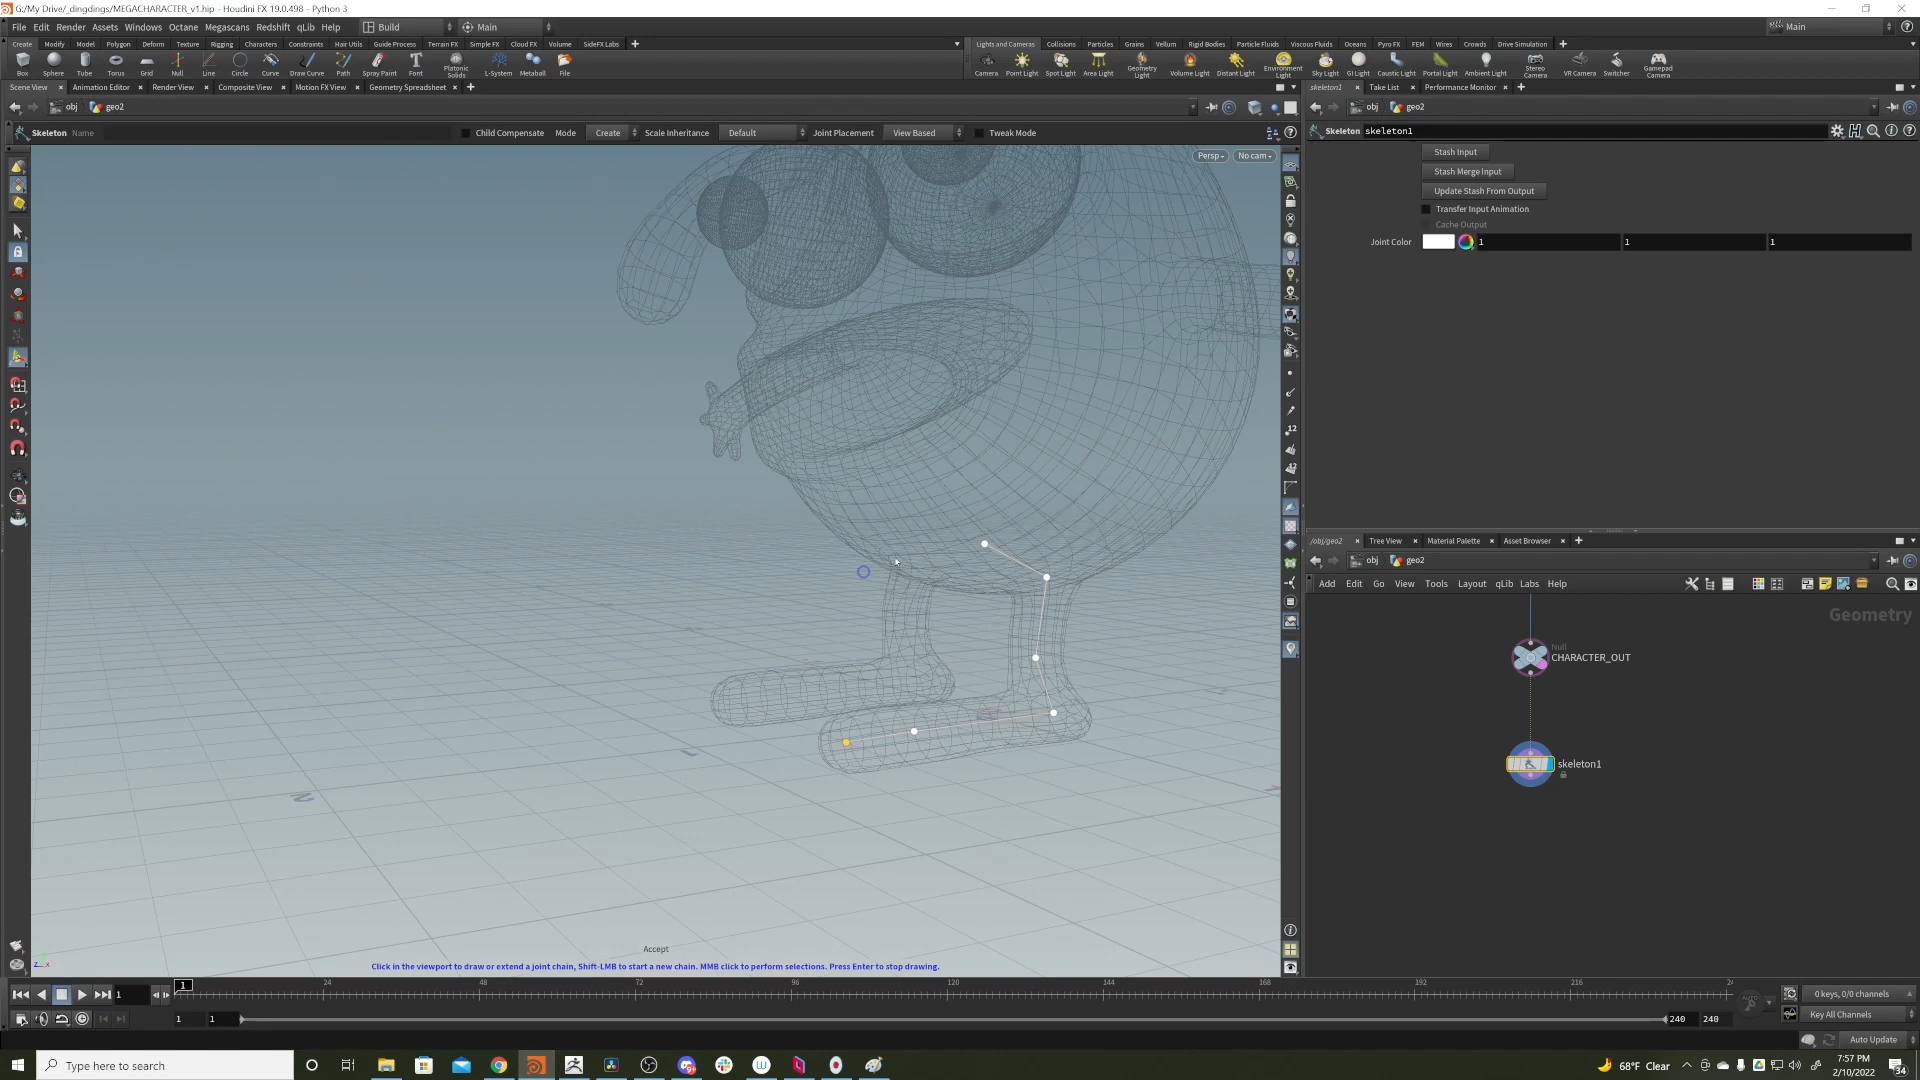 G:/My Drive/_dingdings/MEGACHARACTER_v1.hip - Houdini FX 19.0.498 - Python 3
File Edit Render Assets Windows Octane Megascans Redshift qLib Help Build Main Main
Create Modify Model Polygon Deform Texture Rigging Characters Constraints Hair Utils Guide Process Terrain FX Simple FX Cloud FX Volume SideFX Labs
Lights and Cameras Collisions Particles Grains Vellum Rigid Bodies Particle Fluids Viscous Fluids Oceans Pyro FX FEM Wires Crowds Drive Simulation
Box Sphere Tube Torus Grid Null Line Circle Curve Draw Curve Path Spray Paint Font Platonic Solids L-System Metaball File
Camera Point Light Spot Light Area Light Geometry Light Volume Light Distant Light Environment Light Sky Light GI Light Caustic Light Portal Light Ambient Light Stereo Camera VR Camera Switcher Gamepad Camera
Scene View Animation Editor Render View Composite View Motion FX View Geometry Spreadsheet
skeleton1 Take List Performance Monitor
obj geo2
obj geo2
Skeleton Name Child Compensate Mode Create Scale Inheritance Default Joint Placement View Based Tweak Mode
Skeleton skeleton1
Persp No cam
Stash Input
Stash Merge Input
Update Stash From Output
Transfer Input Animation
Cache Output
Joint Color 1 1 1
/obj/geo2 Tree View Material Palette Asset Browser
obj geo2
Add Edit Go View Tools Layout qLib Labs Help
Geometry
Null
CHARACTER_OUT
skeleton1
Accept
Click in the viewport to draw or extend a joint chain, Shift-LMB to start a new chain. MMB click to perform selections. Press Enter to stop drawing.
1 1 24 48 72 96 120 144 168 192 216
0 keys, 0/0 channels
1 1 240 240
Key All Channels
Auto Update
Type here to search
68°F Clear
7:57 PM
2/10/2022
34